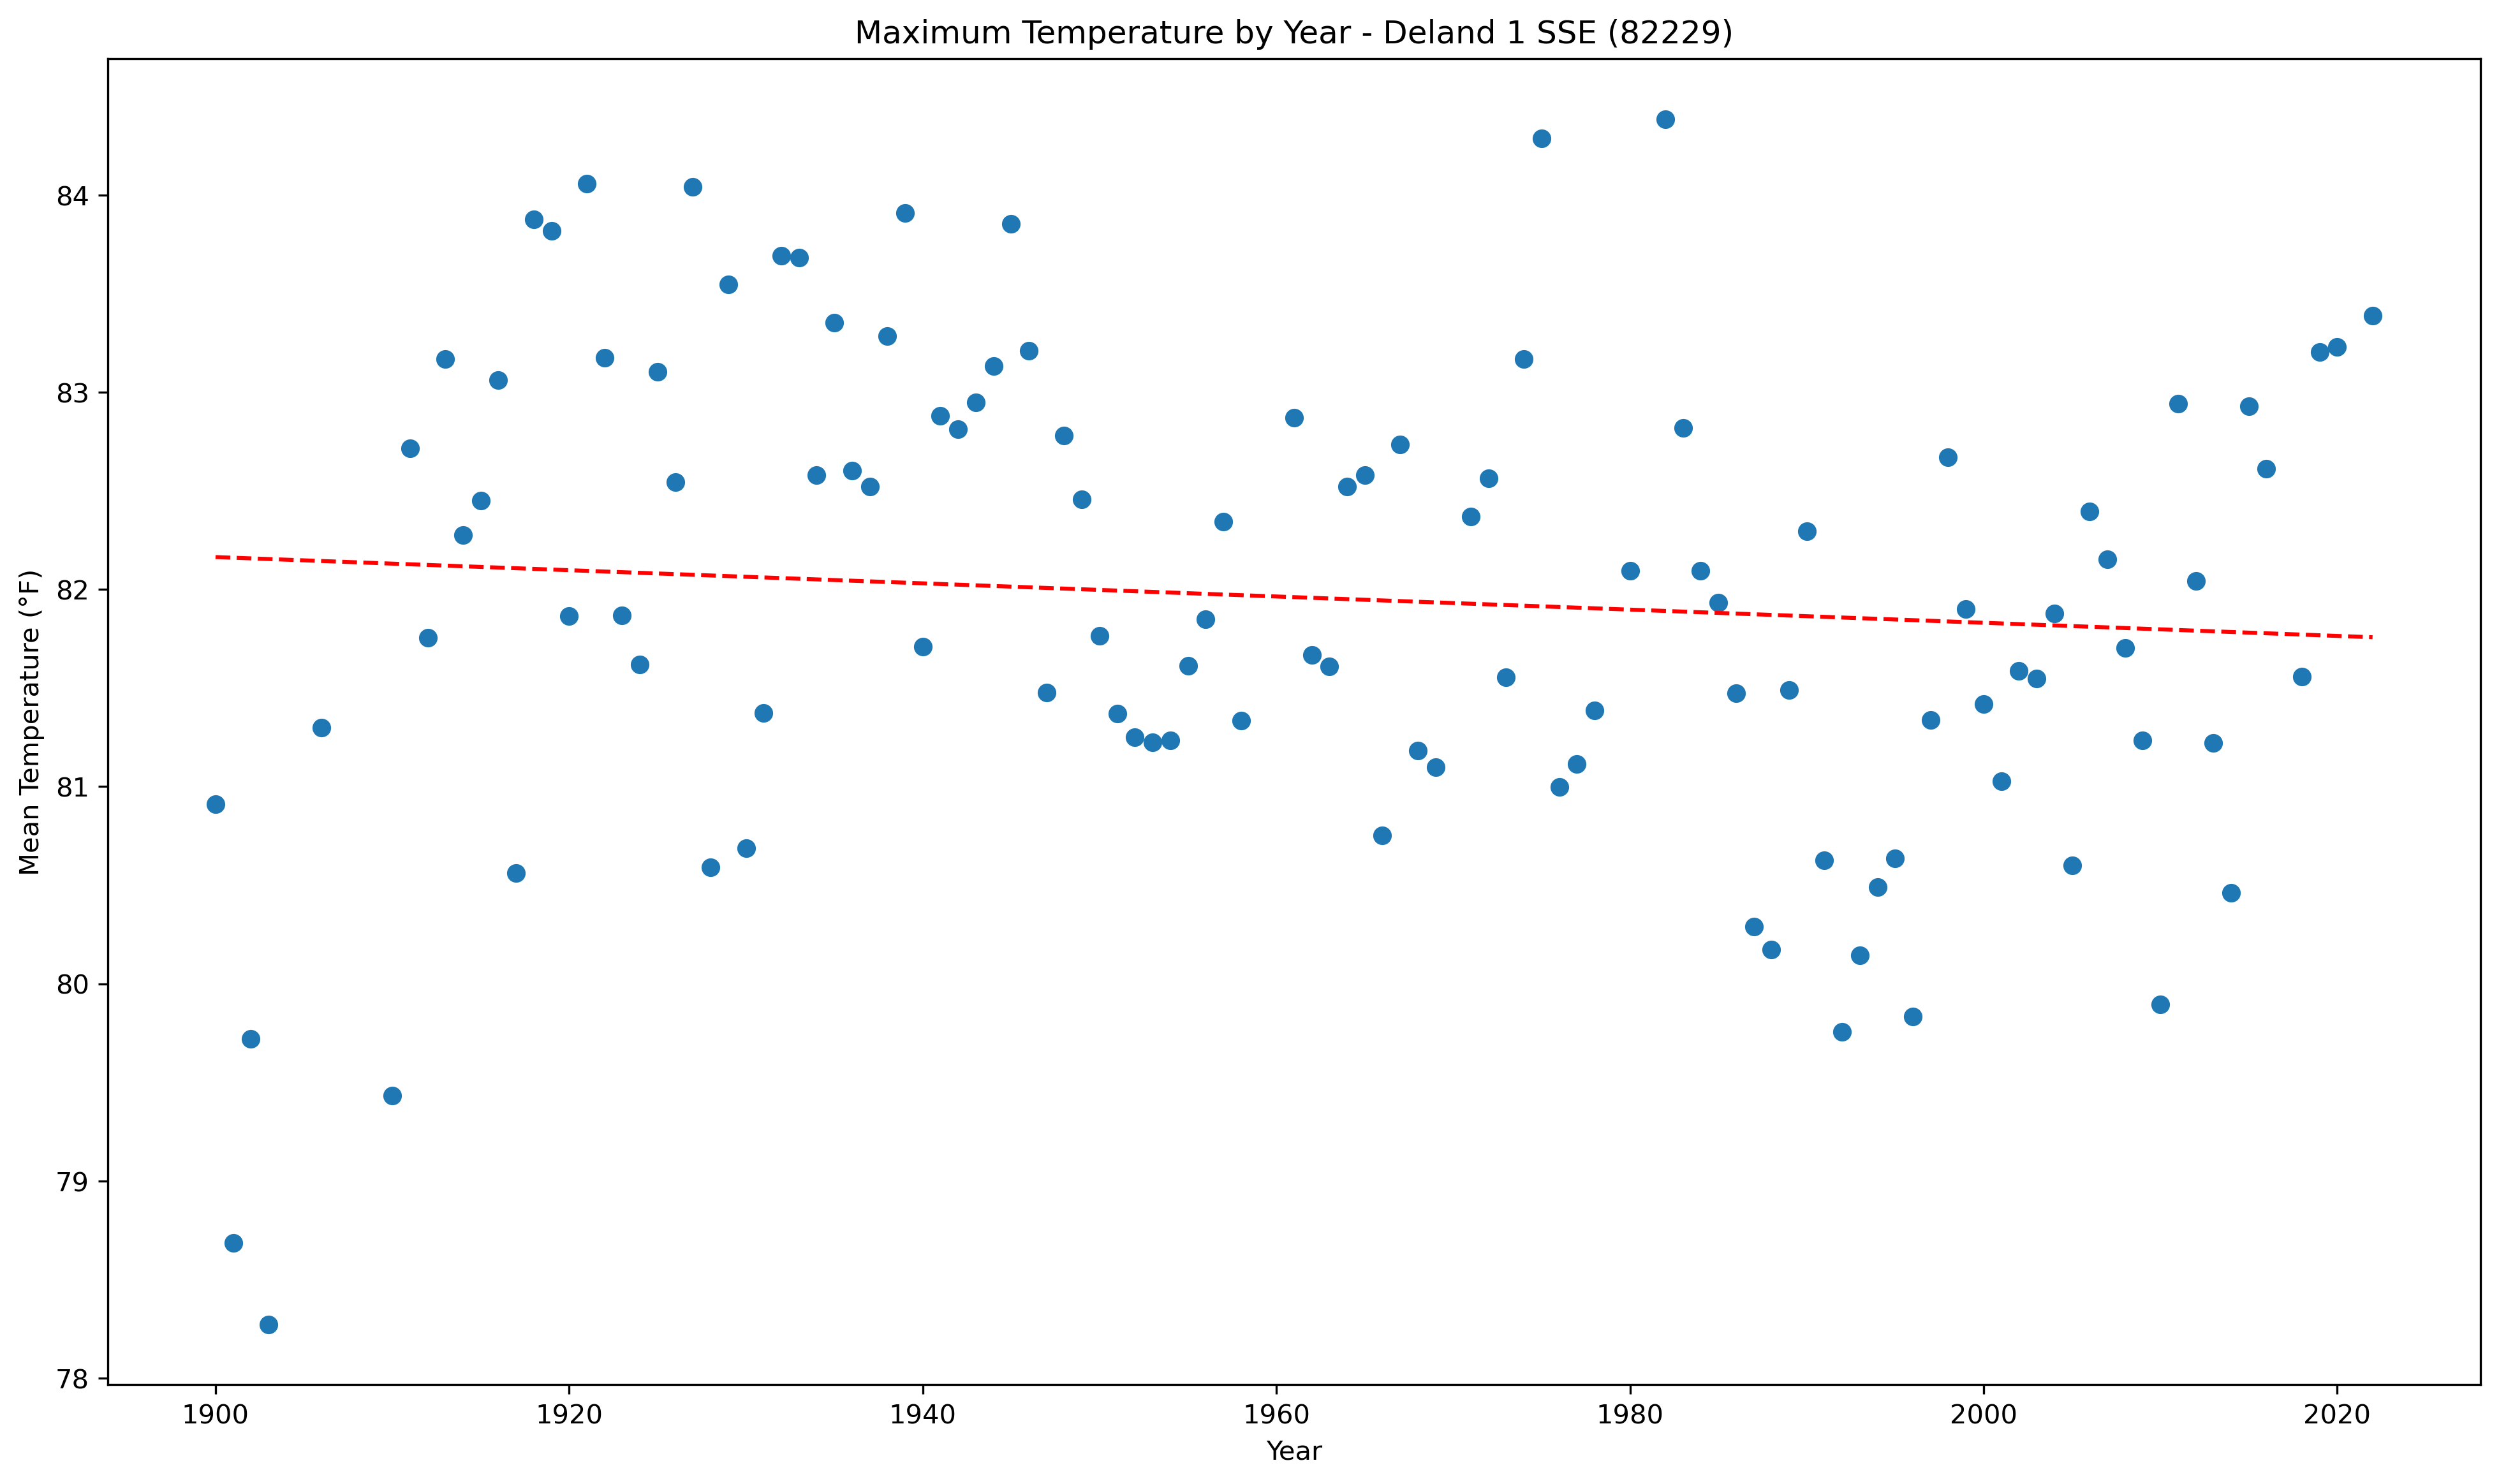 Maximum Temperature by Year - Deland 1 SSE (82229)
Mean Temperature (°F)
84
83
82
81
80
79
78
1900 1920 1940 1960 1980 2000 2020
Year